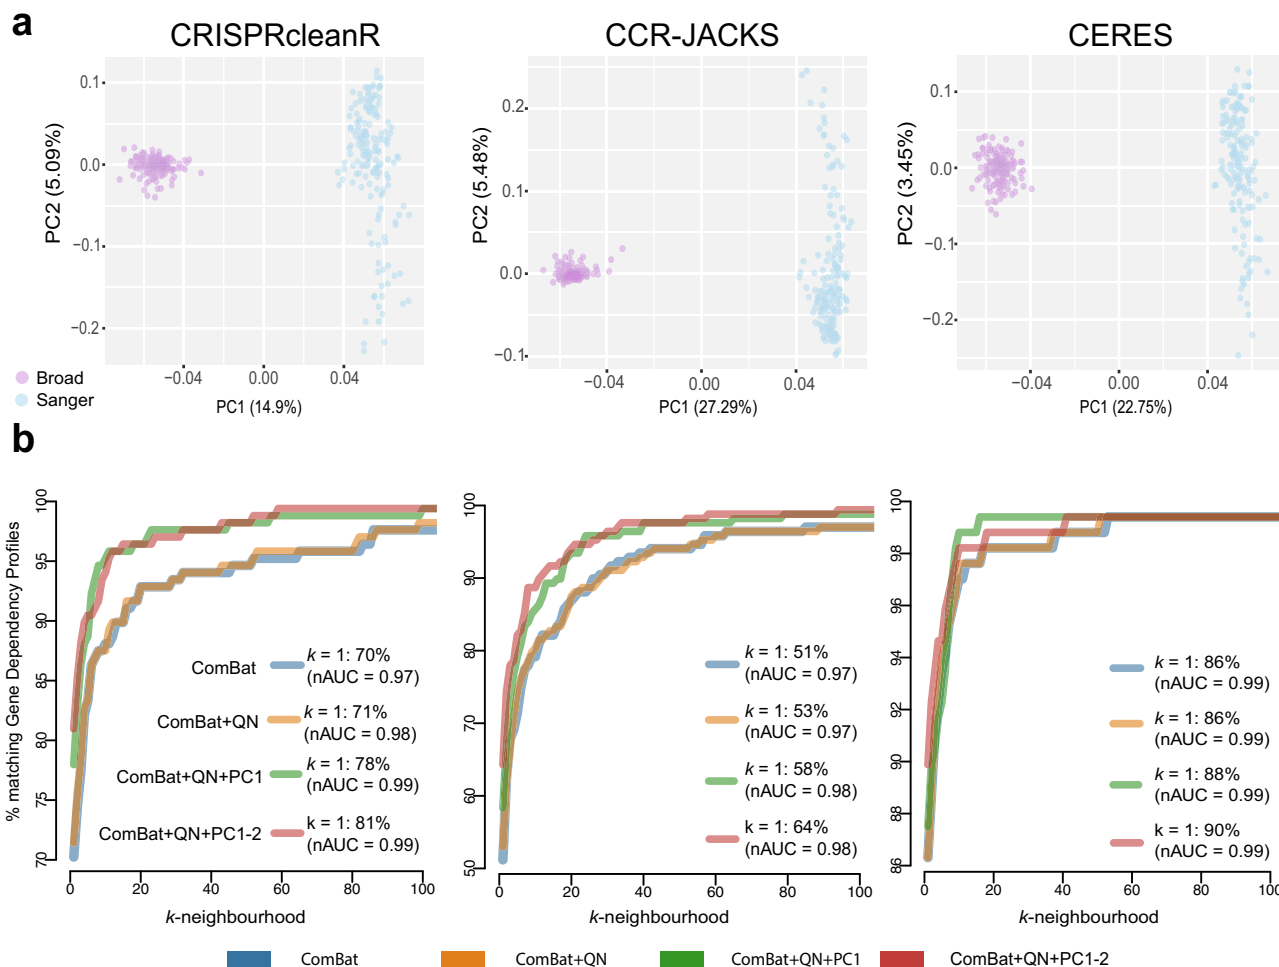 a
CRISPRcleanR
CCR-JACKS
CERES
PC2 (5.09%)
0.1
0.0
−0.1
−0.2
−0.04
0.00
0.04
PC1 (14.9%)
PC2 (5.48%)
0.2
0.1
0.0
−0.1
−0.04
0.00
0.04
PC1 (27.29%)
PC2 (3.45%)
0.1
0.0
−0.1
−0.2
−0.04
0.00
0.04
PC1 (22.75%)
Broad
Sanger
b
% matching Gene Dependency Profiles
100
95
90
85
80
75
70
ComBat
k = 1: 70%
(nAUC = 0.97)
ComBat+QN
k = 1: 71%
(nAUC = 0.98)
ComBat+QN+PC1
k = 1: 78%
(nAUC = 0.99)
ComBat+QN+PC1-2
k = 1: 81%
(nAUC = 0.99)
0 20 40 60 80 100
k-neighbourhood
100
90
80
70
60
50
k = 1: 51%
(nAUC = 0.97)
k = 1: 53%
(nAUC = 0.97)
k = 1: 58%
(nAUC = 0.98)
k = 1: 64%
(nAUC = 0.98)
0 20 40 60 80 100
k-neighbourhood
100
98
96
94
92
90
88
86
k = 1: 86%
(nAUC = 0.99)
k = 1: 86%
(nAUC = 0.99)
k = 1: 88%
(nAUC = 0.99)
k = 1: 90%
(nAUC = 0.99)
0 20 40 60 80 100
k-neighbourhood
ComBat ComBat+QN ComBat+QN+PC1 ComBat+QN+PC1-2